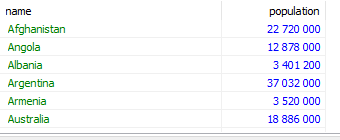 name population
Afghanistan 22 720 000
Angola 12 878 000
Albania 3 401 200
Argentina 37 032 000
Armenia 3 520 000
Australia 18 886 000